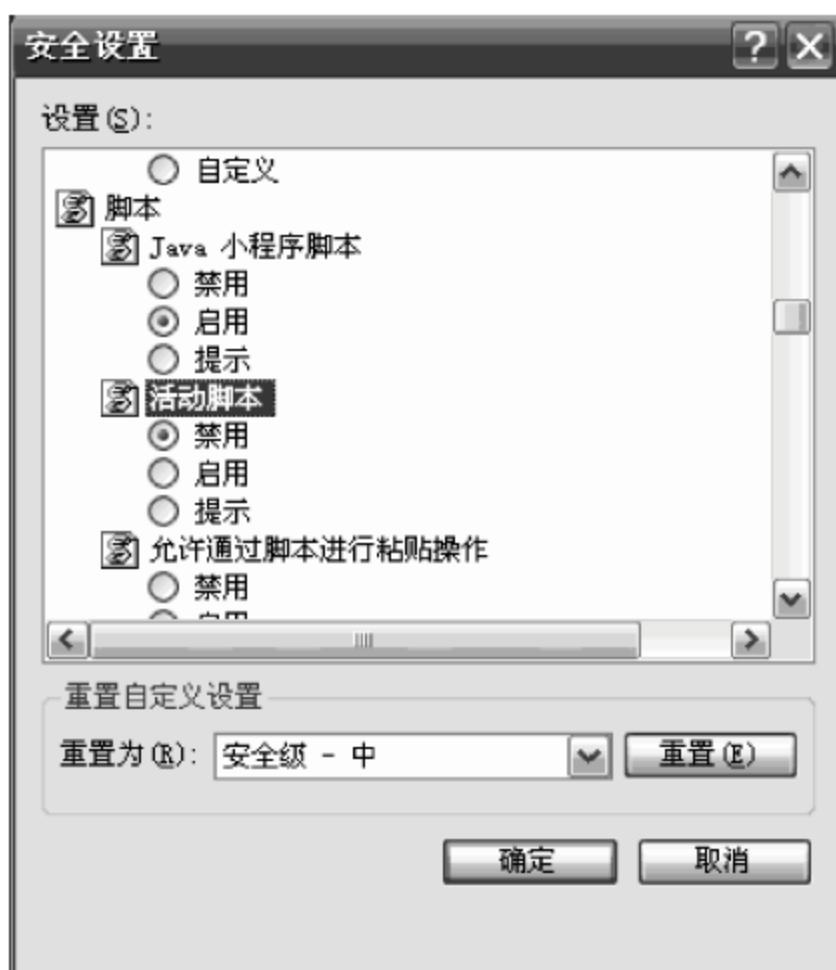 安全设置
设置(S):
自定义
脚本
Java 小程序脚本
禁用
启用
提示
活动脚本
禁用
启用
提示
允许通过脚本进行粘贴操作
禁用
启用
重置自定义设置
重置为(R): 安全级 - 中 重置(E)
确定 取消